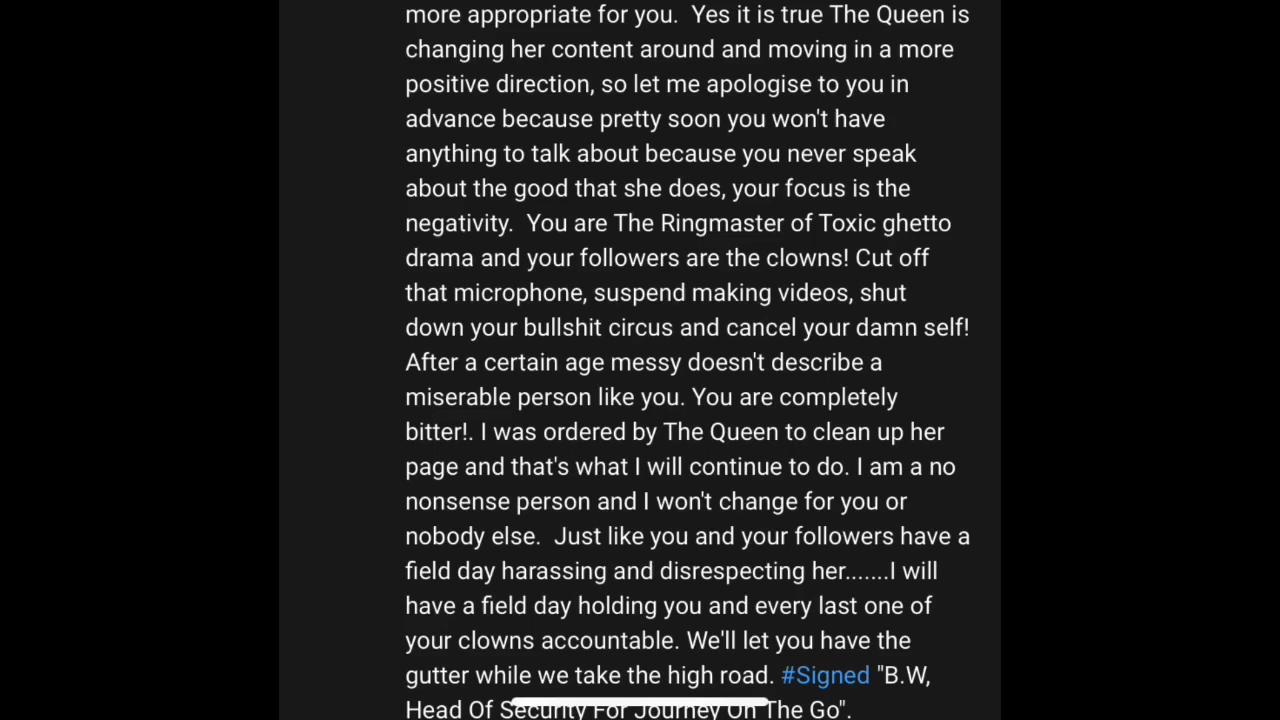 more appropriate for you.  Yes it is true The Queen is
changing her content around and moving in a more
positive direction, so let me apologise to you in
advance because pretty soon you won't have
anything to talk about because you never speak
about the good that she does, your focus is the
negativity.  You are The Ringmaster of Toxic ghetto
drama and your followers are the clowns! Cut off
that microphone, suspend making videos, shut
down your bullshit circus and cancel your damn self!
After a certain age messy doesn't describe a
miserable person like you. You are completely
bitter!. I was ordered by The Queen to clean up her
page and that's what I will continue to do. I am a no
nonsense person and I won't change for you or
nobody else.  Just like you and your followers have a
field day harassing and disrespecting her.......I will
have a field day holding you and every last one of
your clowns accountable. We'll let you have the
gutter while we take the high road. #Signed "B.W,
Head Of Security For Journey On The Go".